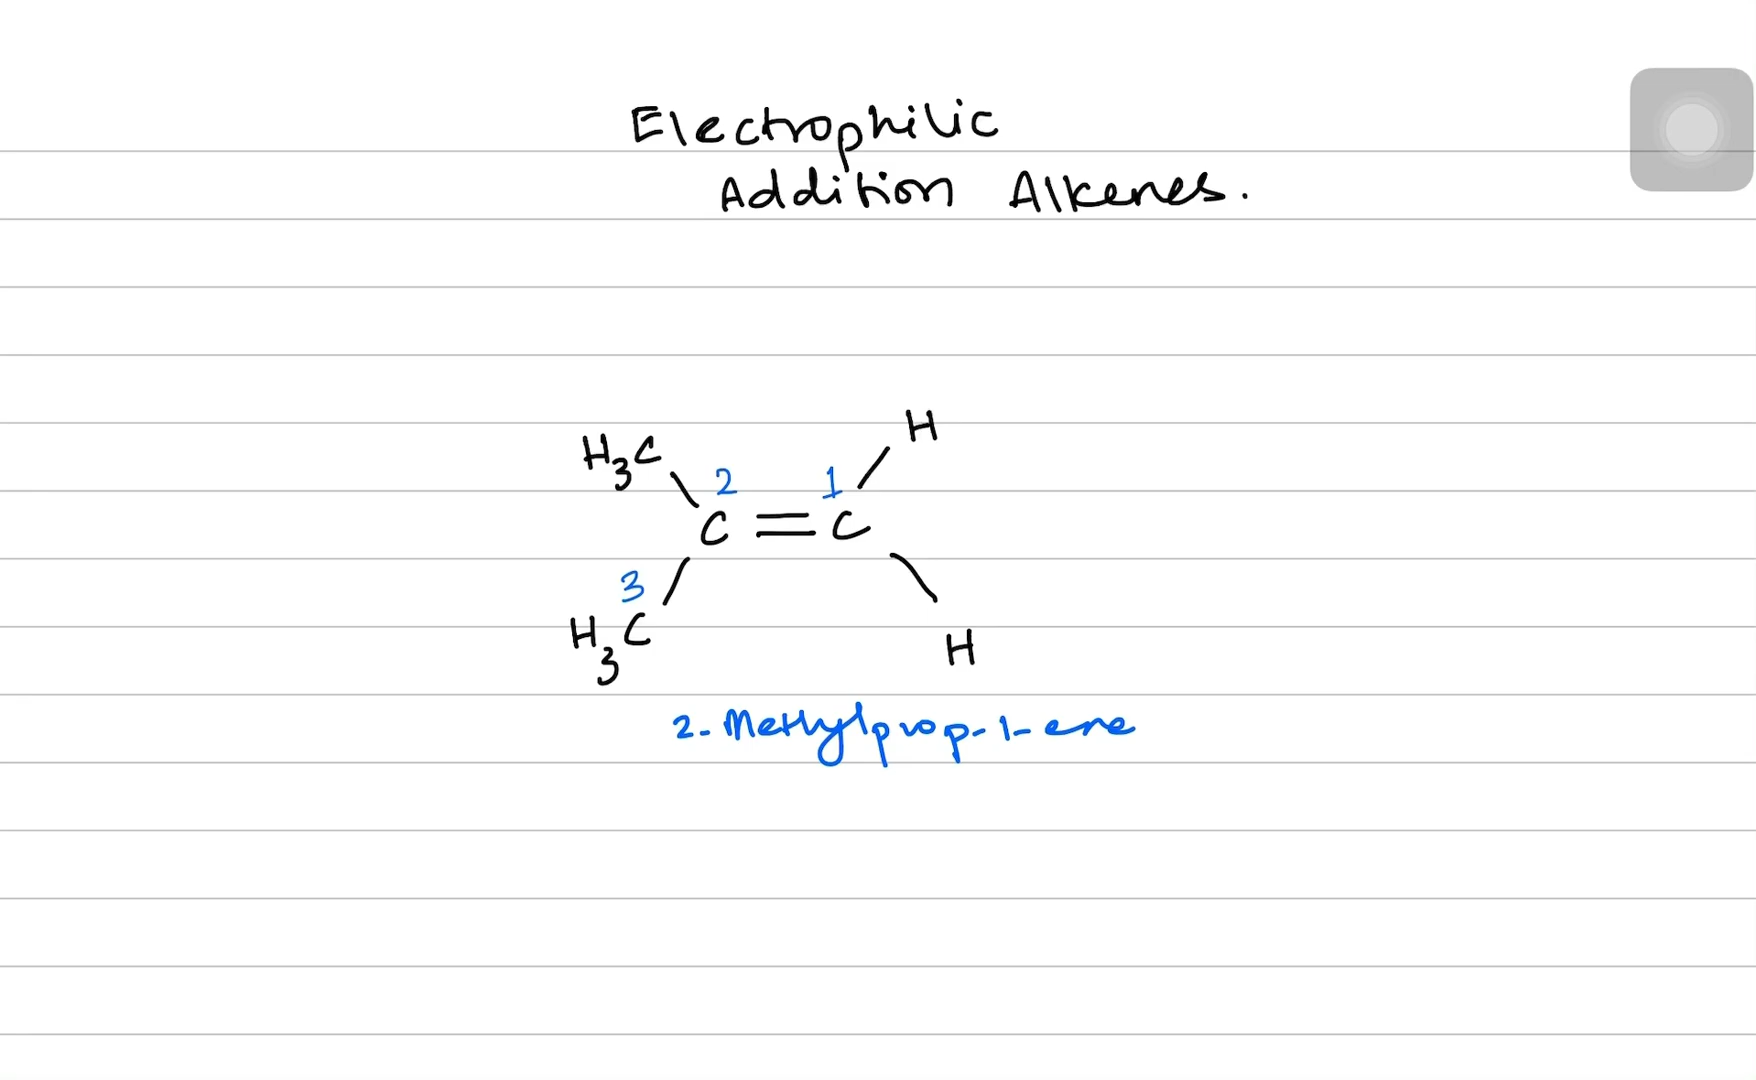 Electrophilic
Addition Alkenes.
H
H3C
2 1
C = C
3
H3C
H
2-Methylprop-1-ene